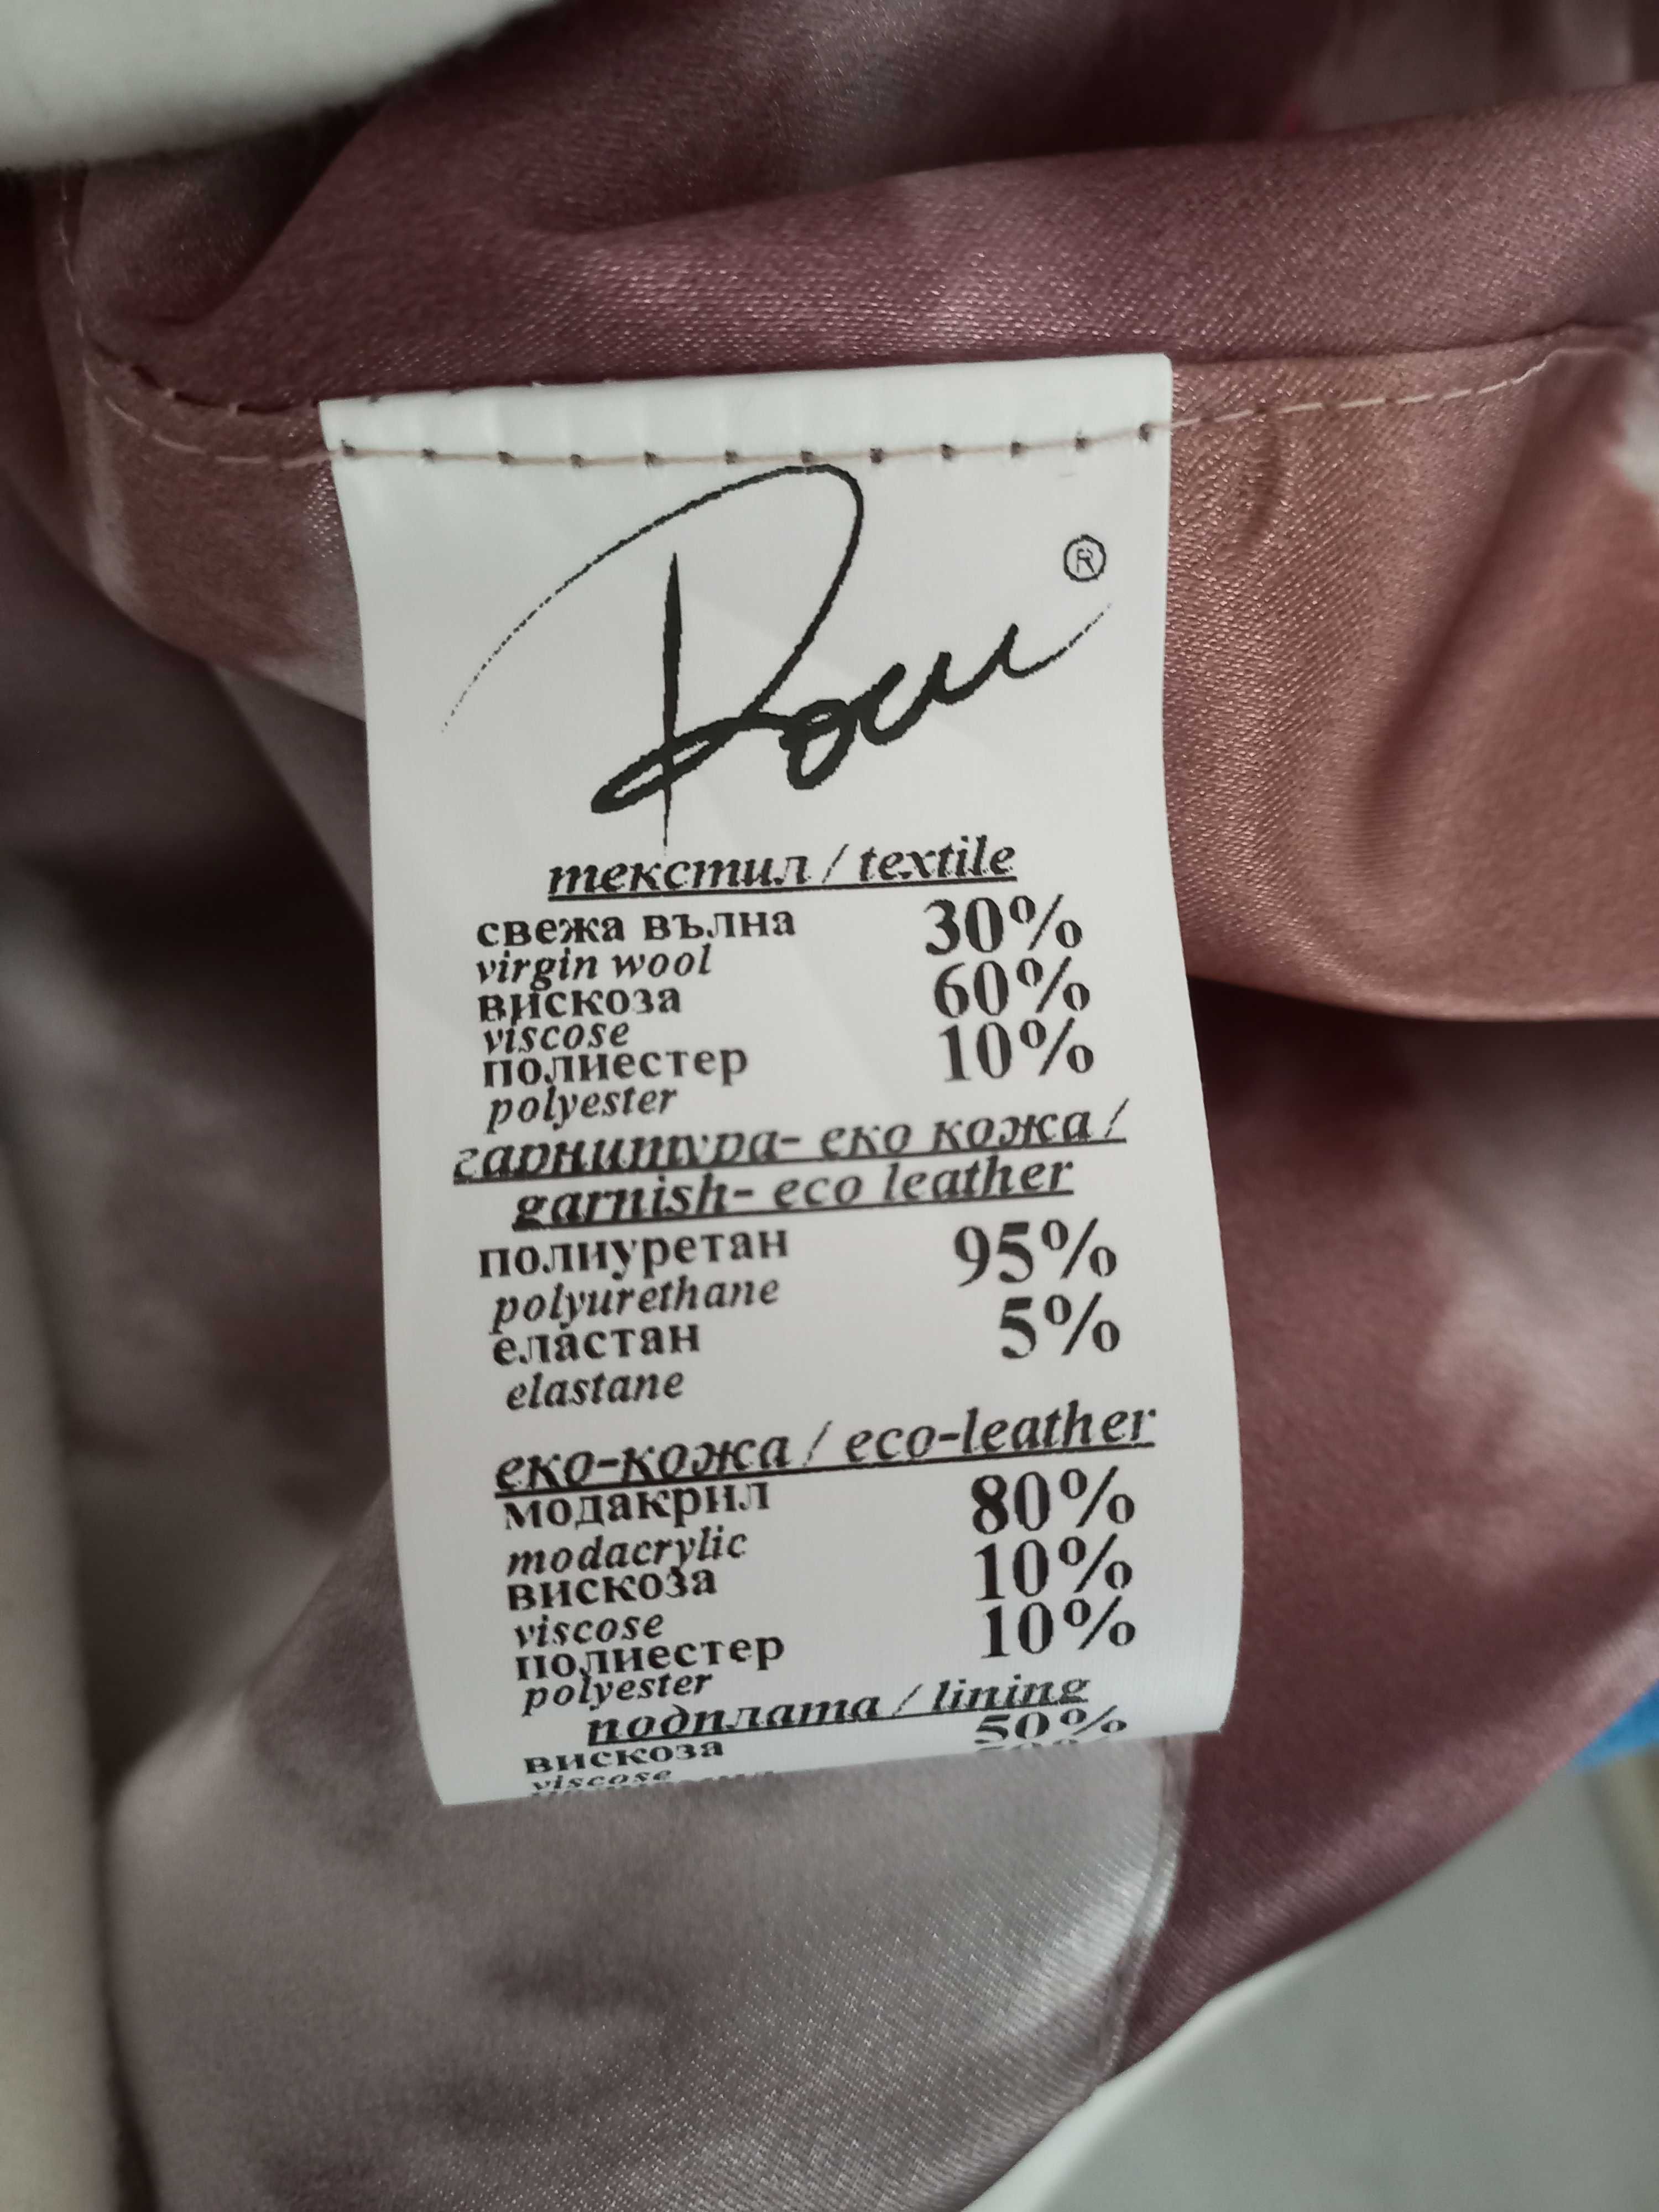 Роси ®
текстил / textile
свежа вълна 30%
virgin wool
вискоза 60%
viscose
полиестер 10%
polyester
гарнитура- еко кожа /
garnish- eco leather
полиуретан 95%
polyurethane
еластан 5%
elastane
еко-кожа / eco-leather
модакрил 80%
modacrylic
вискоза 10%
viscose
полиестер 10%
polyester
подплата / lining
вискоза 50%
viscose